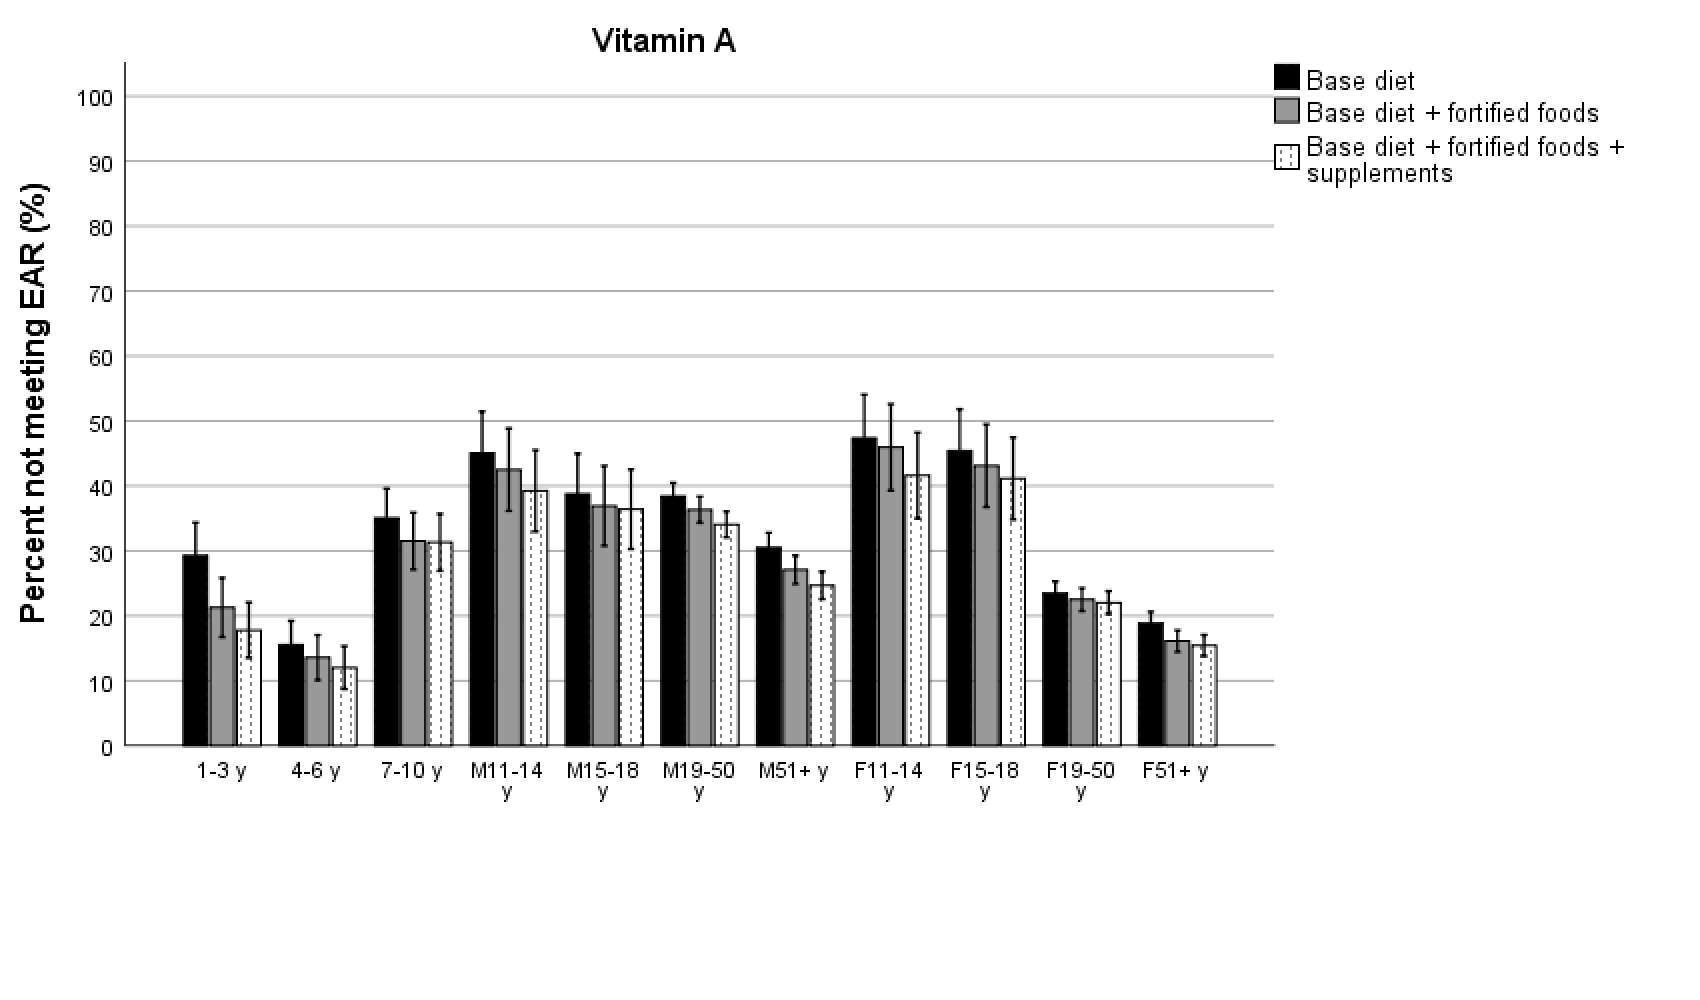 Vitamin A
Base diet
Base diet + fortified foods
Base diet + fortified foods +
supplements
Percent not meeting EAR (%)
100
90
80
70
60
50
40
30
20
10
0
1-3 y
4-6 y
7-10 y
M11-14
y
M15-18
y
M19-50
y
M51+ y
F11-14
y
F15-18
y
F19-50
y
F51+ y